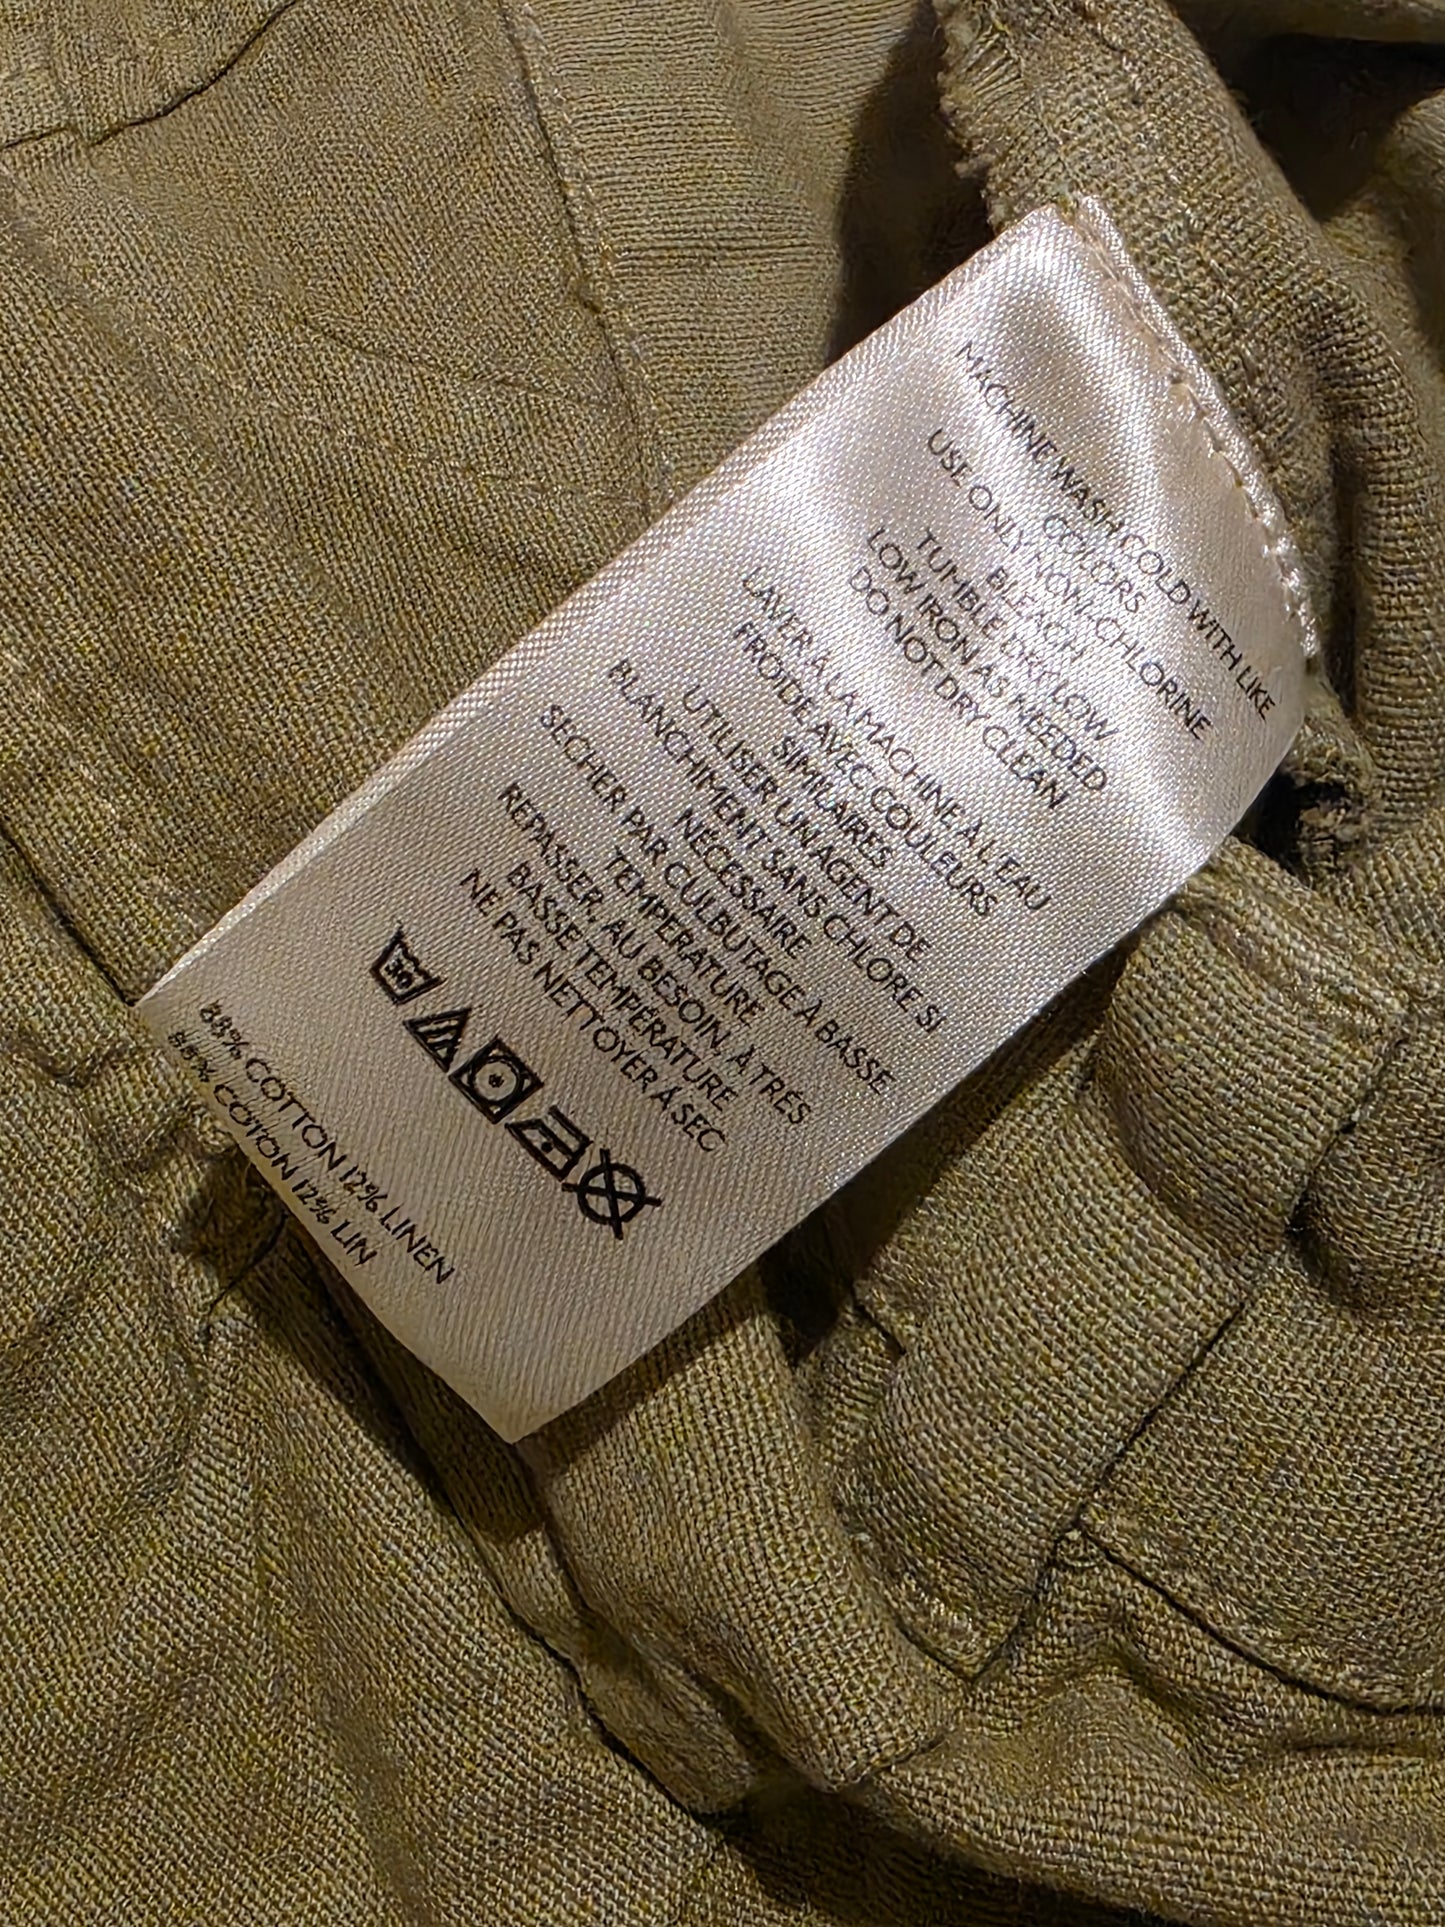 MACHINE WASH COLD WITH LIKE
COLORS
USE ONLY NON-CHLORINE
BLEACH
TUMBLE DRY LOW
LOW IRON AS NEEDED
DO NOT DRY CLEAN
LAVER À LA MACHINE À L'EAU
FROIDE AVEC COULEURS
SIMILAIRES
UTILISER UN AGENT DE
BLANCHIMENT SANS CHLORE SI
NÉCESSAIRE
SÉCHER PAR CULBUTAGE À BASSE
TEMPÉRATURE
REPASSER, AU BESOIN, À TRÈS
BASSE TEMPÉRATURE
NE PAS NETTOYER À SEC
30
88% COTTON 12% LINEN
88% COTON 12% LIN